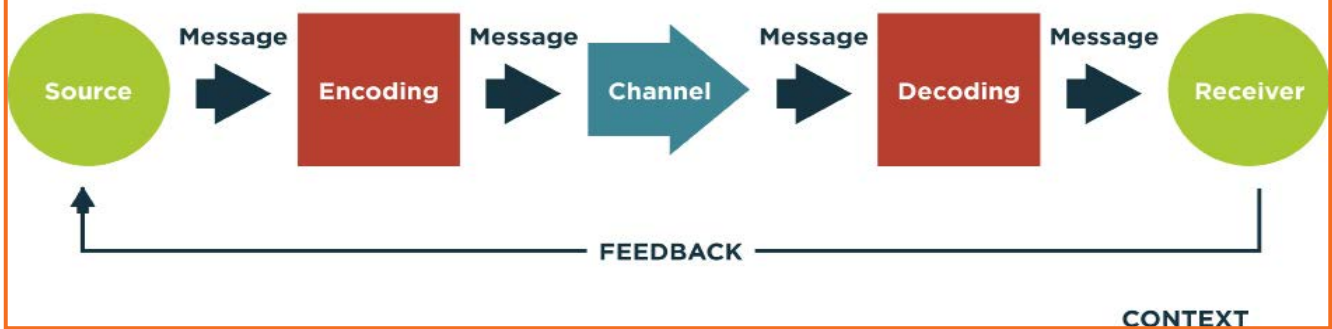 Message Message Message Message
Source Encoding Channel Decoding Receiver
FEEDBACK
CONTEXT